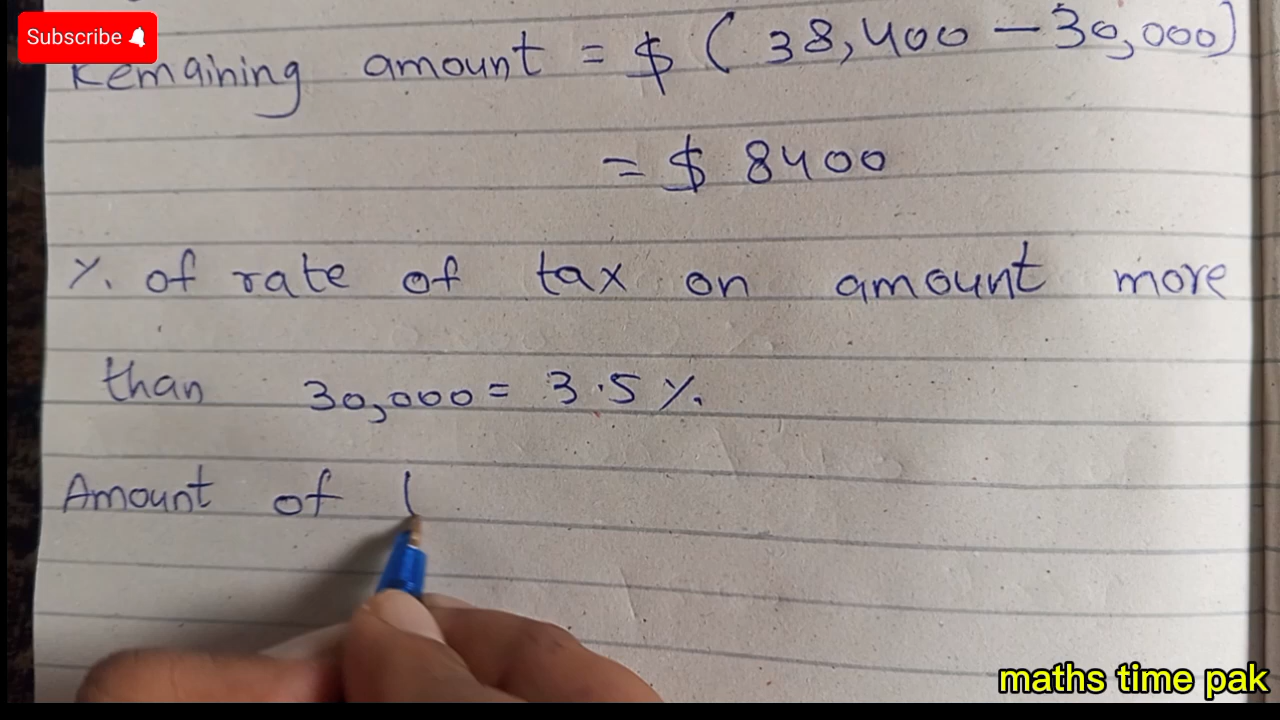 Subscribe
Remaining amount = $ (38,400 - 30,000)
= $ 8400
% of rate of tax on amount more
than 30,000 = 3.5 %
Amount of
maths time pak